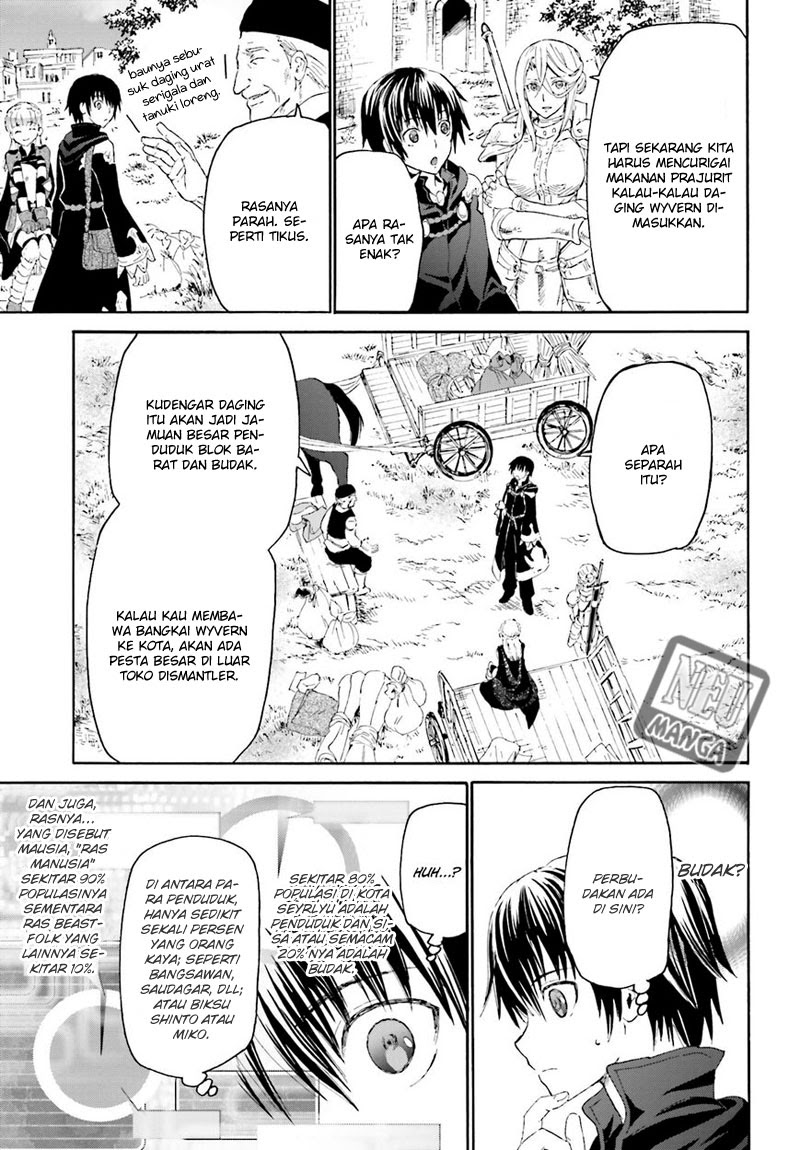 TAPI SEKARANG KITA
HARUS MENCURIGAI
MAKANAN PRAJURIT
KALAU-KALAU DA-
GING WYVERN DI-
MASUKKAN.
APA RA-
SANYA TAK
ENAK?
baunya sebu-
suk daging urat
serigala dan
tanuki loreng.
RASANYA
PARAH. SE-
PERTI TIKUS.
APA
SEPARAH
ITU?
KUDENGAR DAGING
ITU AKAN JADI JA-
MUAN BESAR PEN-
DUDUK BLOK BA-
RAT DAN BUDAK.
KALAU KAU MEMBA-
WA BANGKAI WYVERN
KE KOTA, AKAN ADA
PESTA BESAR DI LUAR
TOKO DISMANTLER.
NEU
MANGA
BUDAK?
PERBU-
DAKAN ADA
DI SINI?
HUH...?
SEKITAR 80%
POPULASI DI KOTA
SEYRLYU ADALAH
PENDUDUK DAN SI-
SA ATAU SEMACAM
20% NYA ADALAH
BUDAK.
DI ANTARA PA-
RA PENDUDUK,
HANYA SEDIKIT
SEKALI PERSEN
YANG ORANG
KAYA; SEPERTI
BANGSAWAN,
SAUDAGAR, DLL;
ATAU BIKSU
SHINTO ATAU
MIKO.
DAN JUGA,
RASNYA...
YANG DISEBUT
MAUSIA, "RAS
MANUSIA"
SEKITAR 90%
POPULASINYA
SEMENTARA
RAS BEAST-
FOLK YANG
LAINNYA SE-
KITAR 10%.